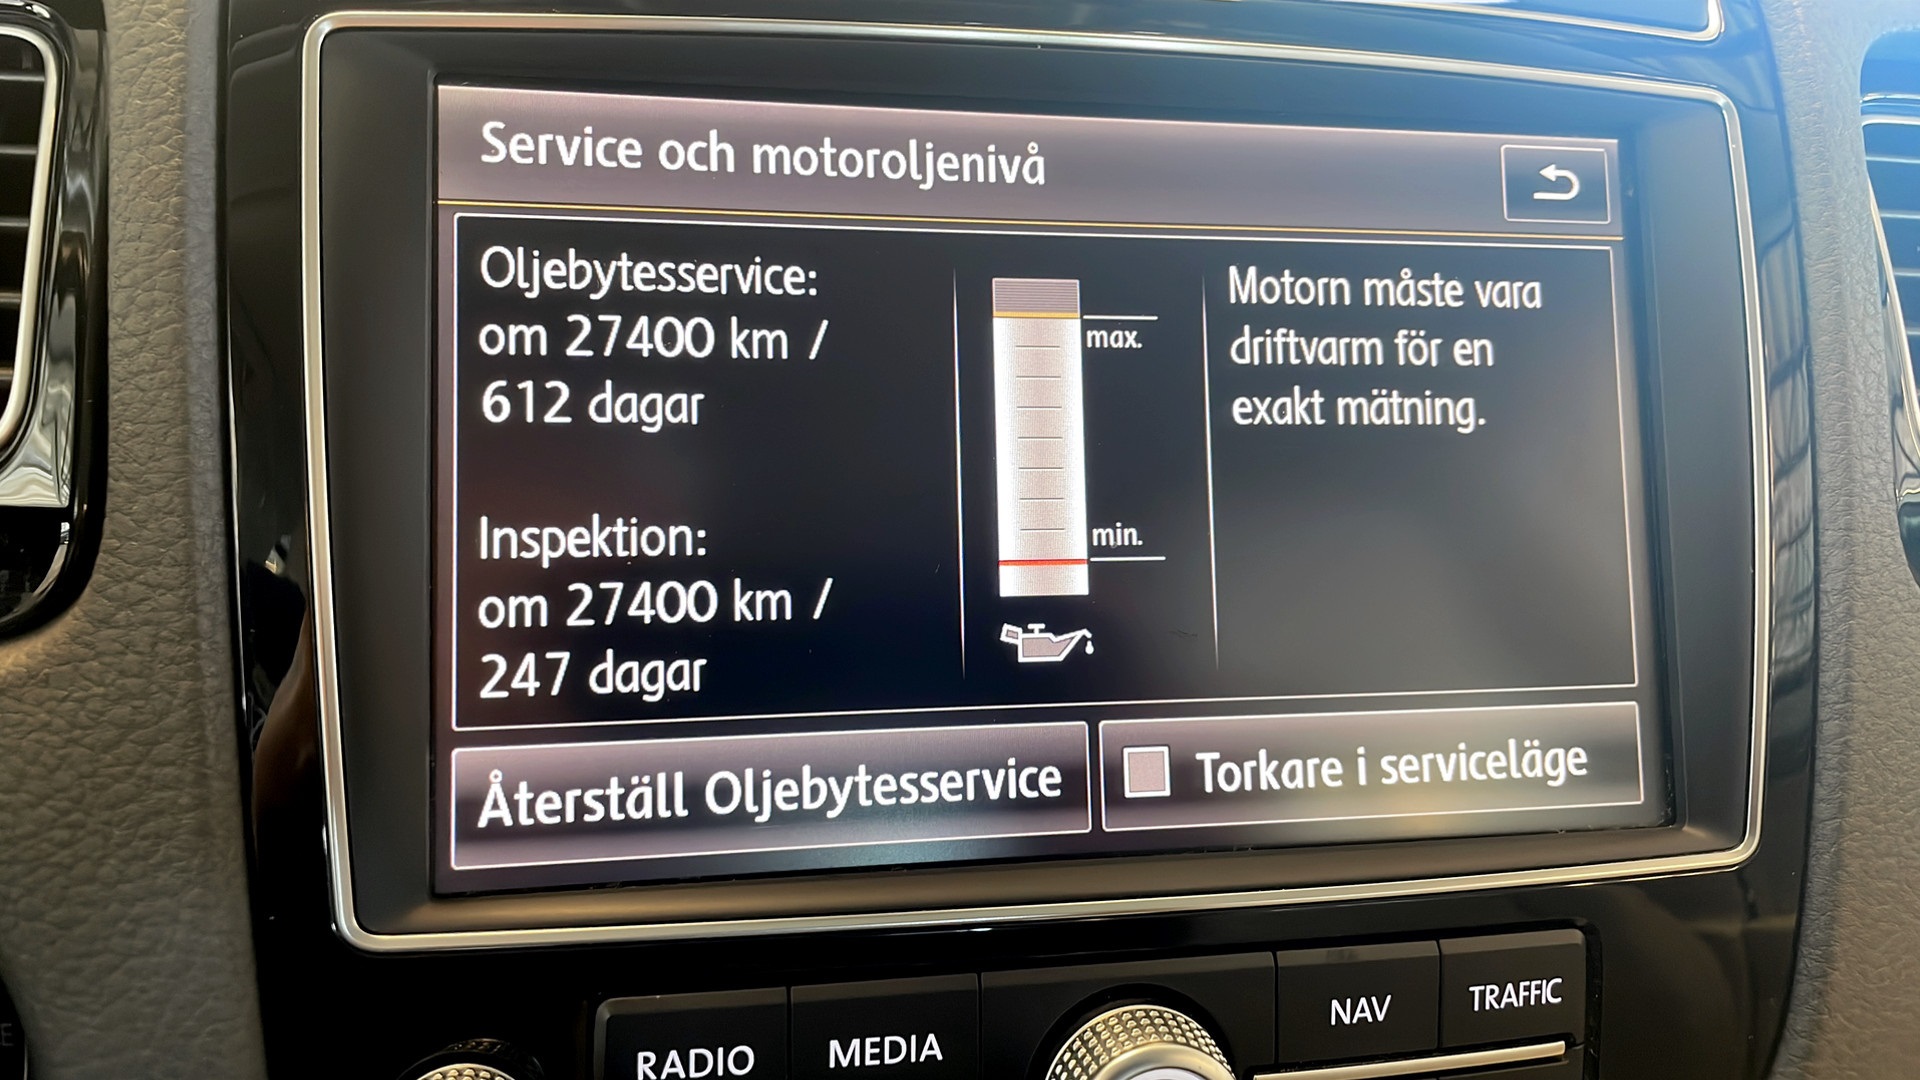 Service och motoroljenivå
Oljebytesservice:
om 27400 km /
612 dagar
Inspektion:
om 27400 km /
247 dagar
max.
min.
Motorn måste vara
driftvarm för en
exakt mätning.
Återställ Oljebytesservice
Torkare i serviceläge
RADIO
MEDIA
NAV
TRAFFIC